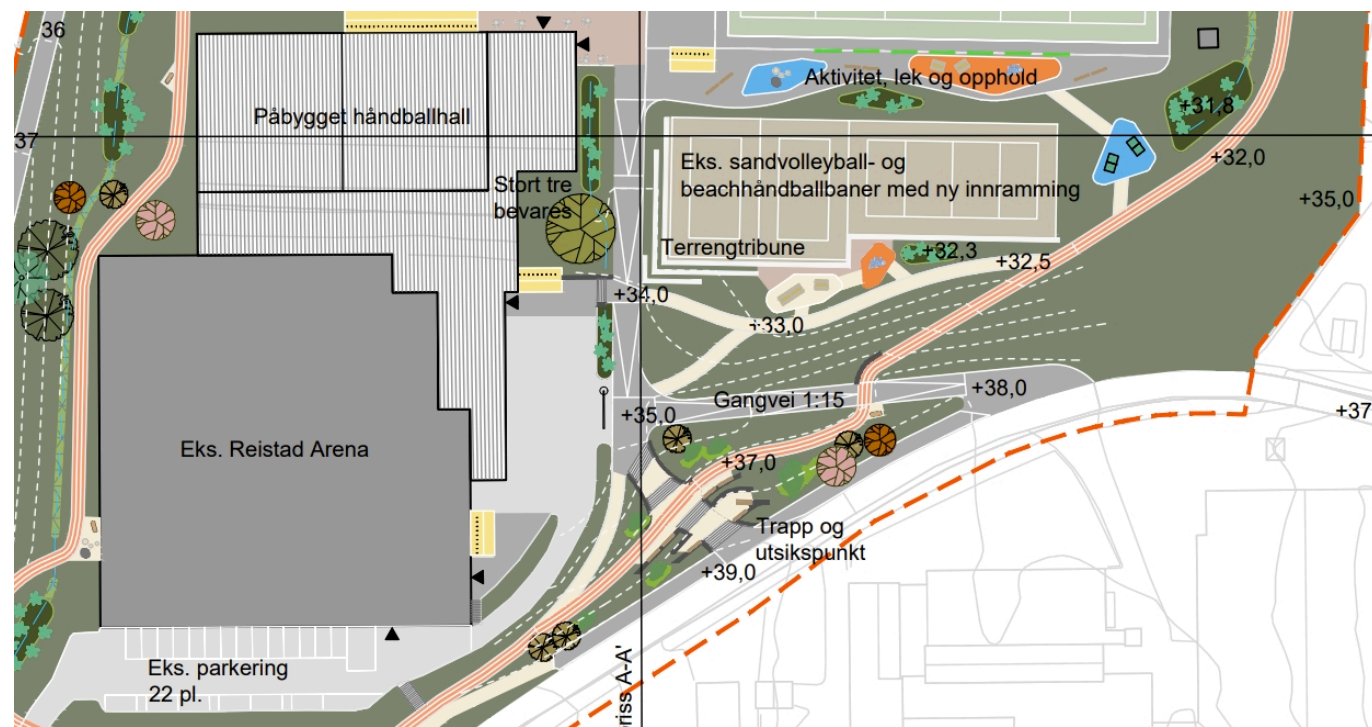 36
Aktivitet, lek og opphold
Påbygget håndballhall
+31,8
37
+32,0
Eks. sandvolleyball- og
beachhåndballbaner med ny innramming
Stort tre
bevares
+35,0
Terrengtribune
+32,3
+32,5
+34,0
+33,0
+38,0
Gangvei 1:15
+35,0
+37
Eks. Reistad Arena
+37,0
Trapp og
utsikspunkt
+39,0
Eks. parkering
22 pl.
priss A-A'